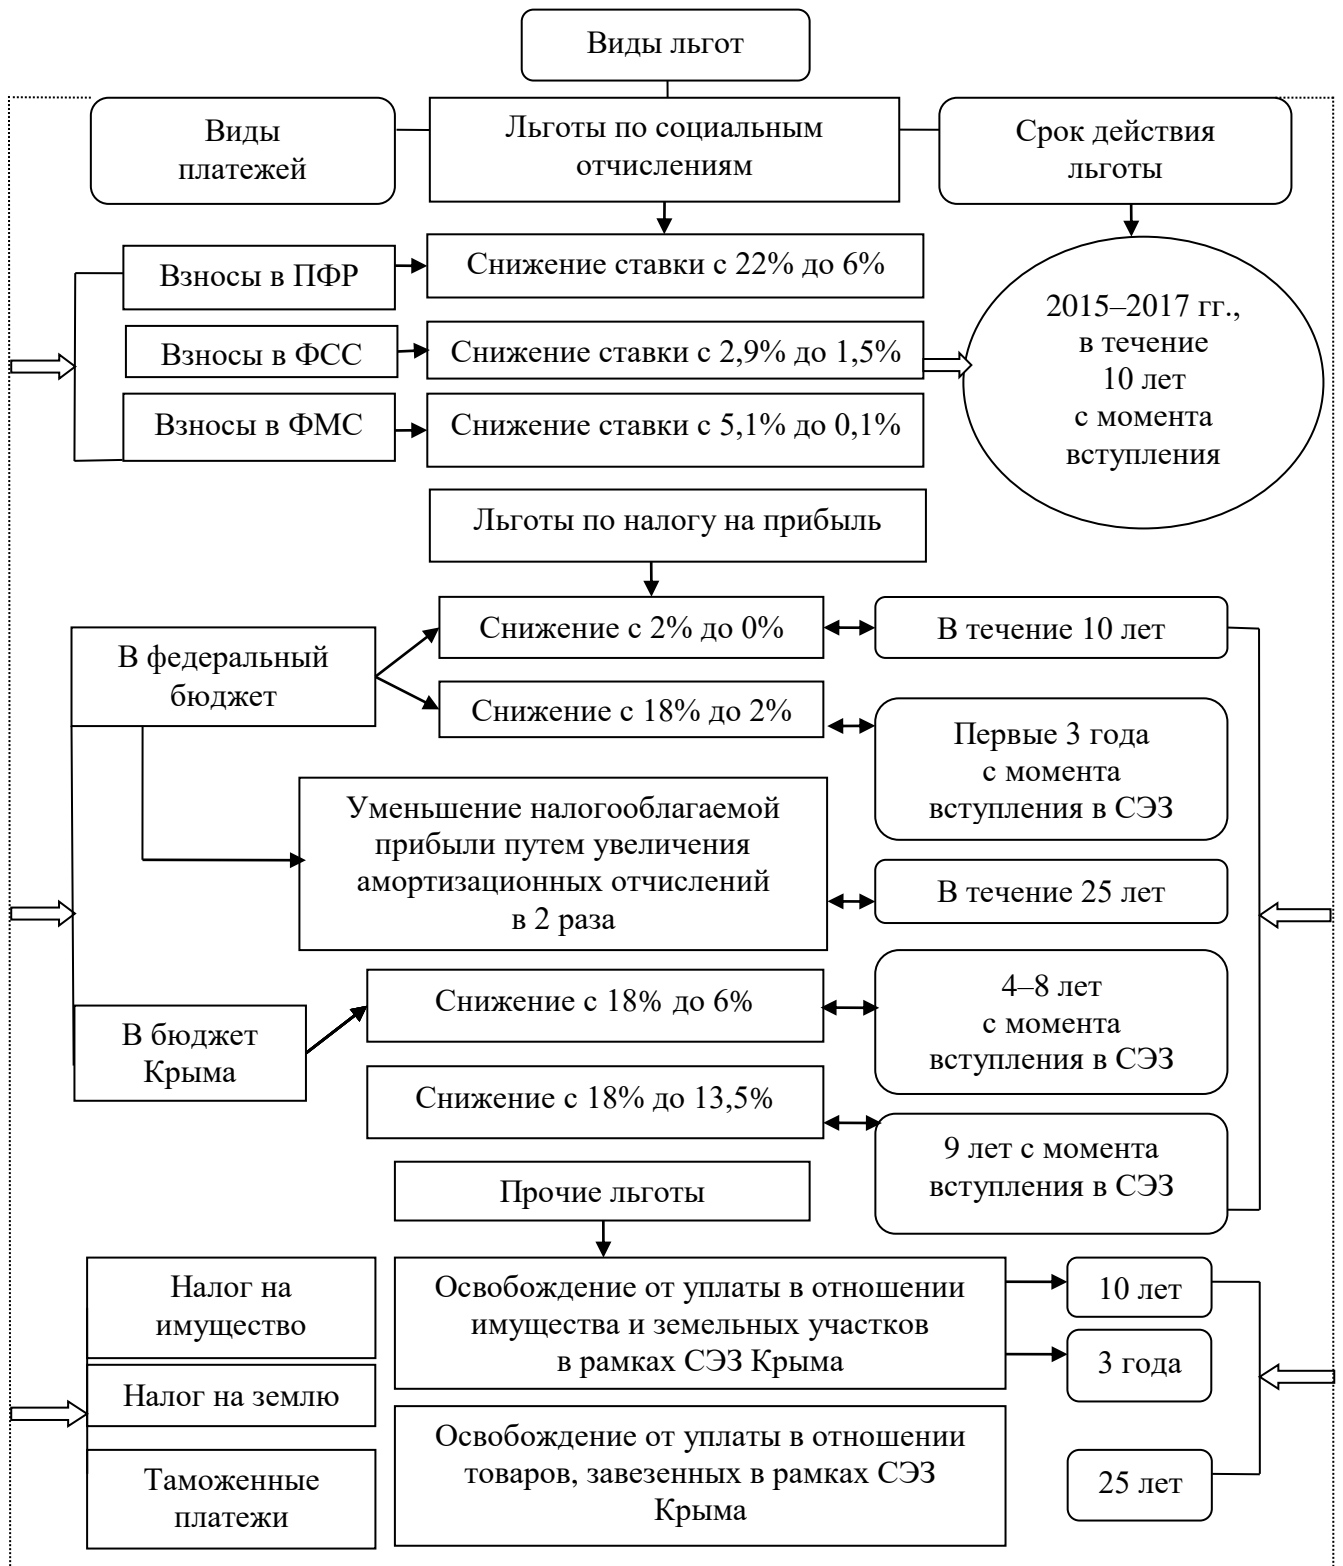 Виды льгот
Виды
платежей
Льготы по социальным
отчислениям
Срок действия
льготы
Взносы в ПФР
Снижение ставки с 22% до 6%
Взносы в ФСС
Снижение ставки с 2,9% до 1,5%
Взносы в ФМС
Снижение ставки с 5,1% до 0,1%
2015–2017 гг.,
в течение
10 лет
с момента
вступления
Льготы по налогу на прибыль
В федеральный
бюджет
Снижение с 2% до 0%
В течение 10 лет
Снижение с 18% до 2%
Первые 3 года
с момента
вступления в СЭЗ
Уменьшение налогооблагаемой
прибыли путем увеличения
амортизационных отчислений
в 2 раза
В течение 25 лет
В бюджет
Крыма
Снижение с 18% до 6%
4–8 лет
с момента
вступления в СЭЗ
Снижение с 18% до 13,5%
9 лет с момента
вступления в СЭЗ
Прочие льготы
Налог на
имущество
Освобождение от уплаты в отношении
имущества и земельных участков
в рамках СЭЗ Крыма
10 лет
3 года
Налог на землю
Таможенные
платежи
Освобождение от уплаты в отношении
товаров, завезенных в рамках СЭЗ
Крыма
25 лет